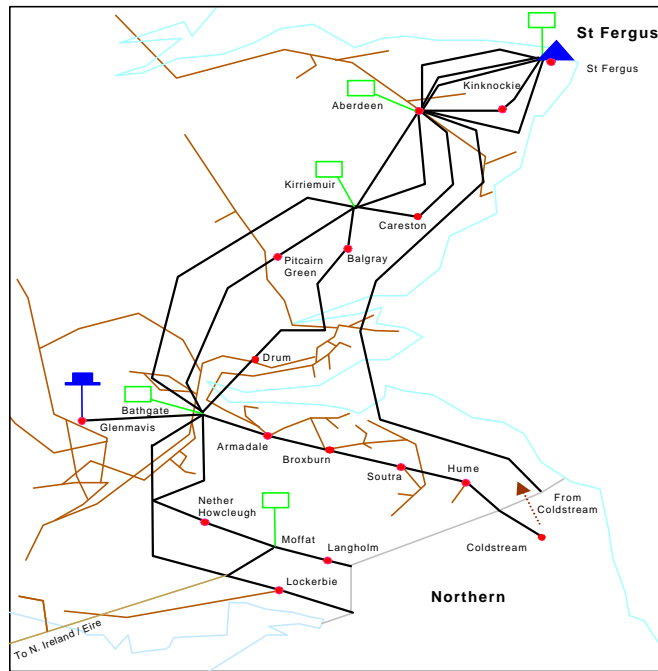 St Fergus
St Fergus
Kinknockie
Aberdeen
Kirriemuir
Careston
Pitcairn
Green
Balgray
Drum
Bathgate
Glenmavis
Armadale
Broxburn
Soutra
Hume
From
Coldstream
Nether
Howcleugh
Moffat
Langholm
Coldstream
Lockerbie
Northern
To N. Ireland / Eire